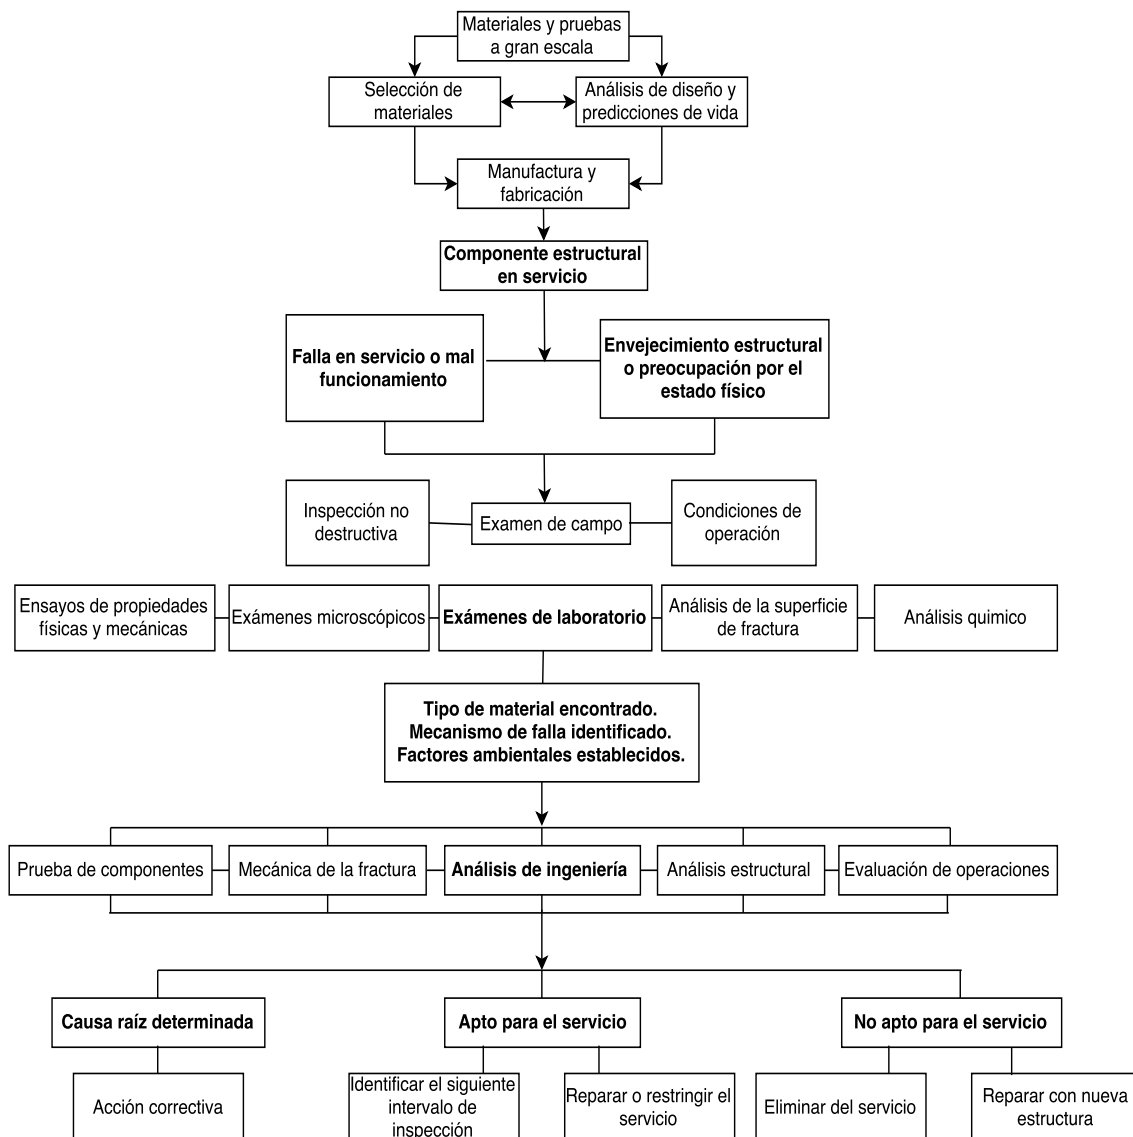 Materiales y pruebas
a gran escala
Selección de
materiales
Análisis de diseño y
predicciones de vida
Manufactura y
fabricación
Componente estructural
en servicio
Falla en servicio o mal
funcionamiento
Envejecimiento estructural
o preocupación por el
estado físico
Inspección no
destructiva
Examen de campo
Condiciones de
operación
Ensayos de propiedades
físicas y mecánicas
Exámenes microscópicos
Exámenes de laboratorio
Análisis de la superficie
de fractura
Análisis quimico
Tipo de material encontrado.
Mecanismo de falla identificado.
Factores ambientales establecidos.
Prueba de componentes
Mecánica de la fractura
Análisis de ingeniería
Análisis estructural
Evaluación de operaciones
Causa raíz determinada
Apto para el servicio
No apto para el servicio
Acción correctiva
Identificar el siguiente
intervalo de
inspección
Reparar o restringir el
servicio
Eliminar del servicio
Reparar con nueva
estructura